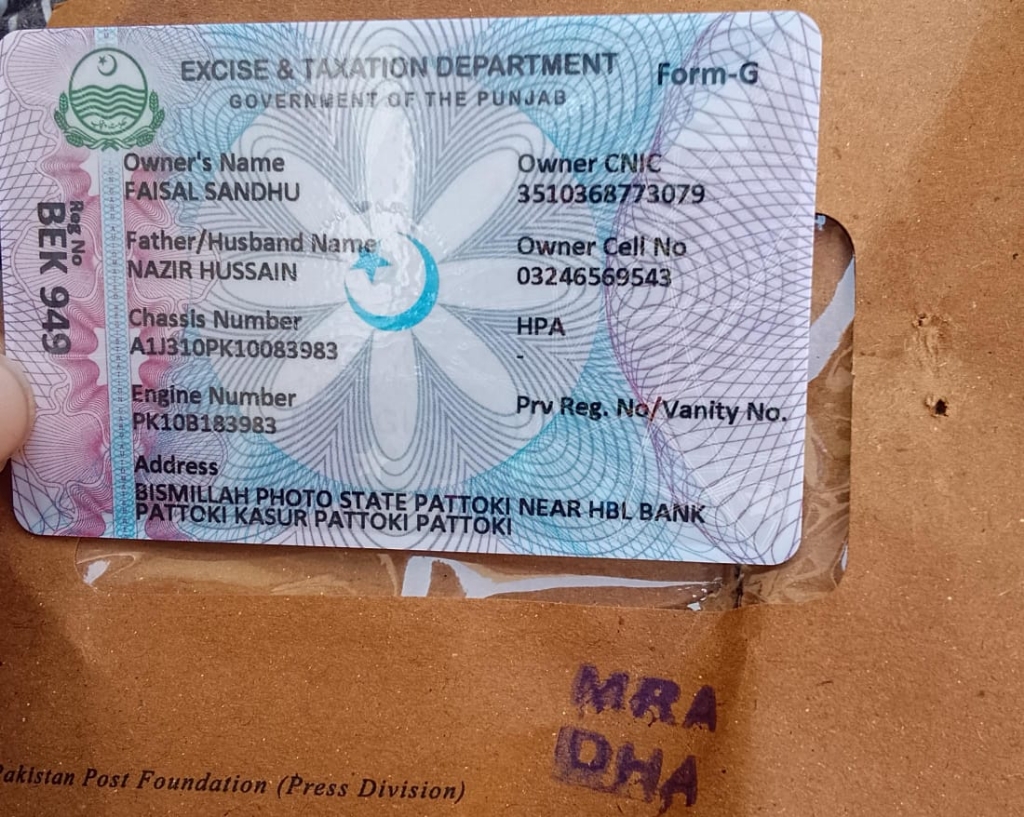 EXCISE & TAXATION DEPARTMENT
GOVERNMENT OF THE PUNJAB
Form-G
Reg No
BEK 949
Owner's Name
FAISAL SANDHU
Owner CNIC
3510368773079
Father/Husband Name
NAZIR HUSSAIN
Owner Cell No
03246569543
Chassis Number
A1J310PK10083983
HPA
-
Engine Number
PK10B183983
Prv Reg. No/Vanity No.
Address
BISMILLAH PHOTO STATE PATTOKI NEAR HBL BANK
PATTOKI KASUR PATTOKI PATTOKI
MRA
DHA
Pakistan Post Foundation (Press Division)